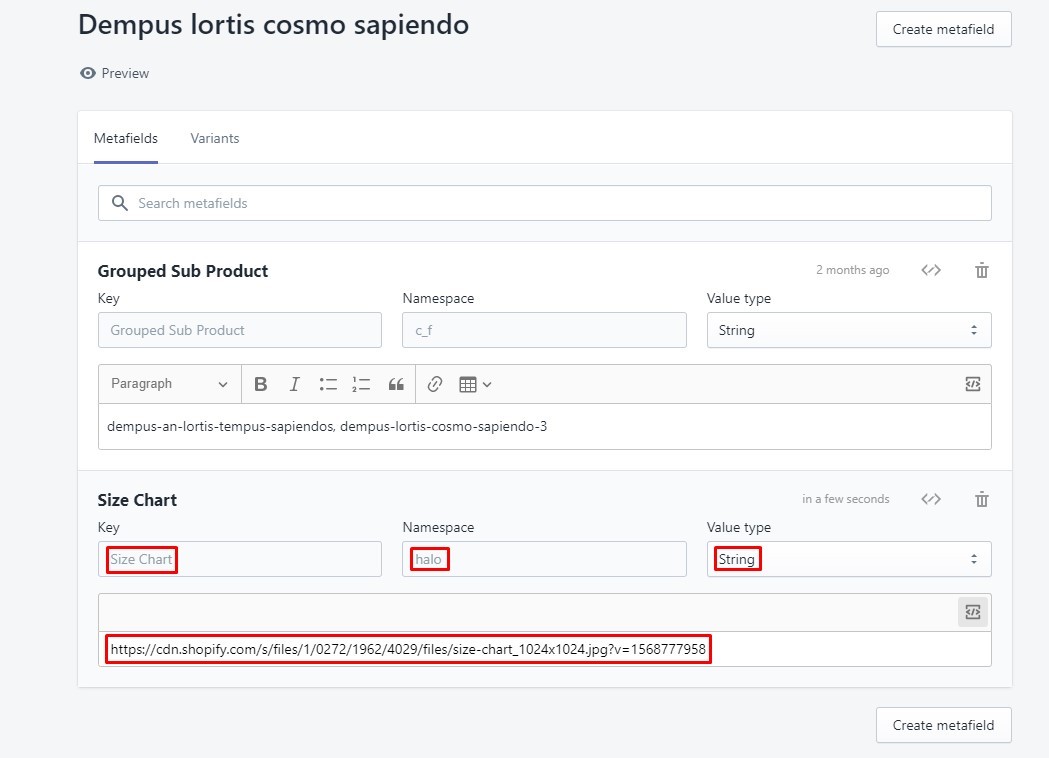 Dempus lortis cosmo sapiendo
Create metafield
Preview
Metafields Variants
Search metafields
Grouped Sub Product 2 months ago
Key Namespace Value type
Grouped Sub Product c_f String
Paragraph B I
dempus-an-lortis-tempus-sapiendos, dempus-lortis-cosmo-sapiendo-3
Size Chart in a few seconds
Key Namespace Value type
Size Chart halo String
https://cdn.shopify.com/s/files/1/0272/1962/4029/files/size-chart_1024x1024.jpg?v=1568777958
Create metafield